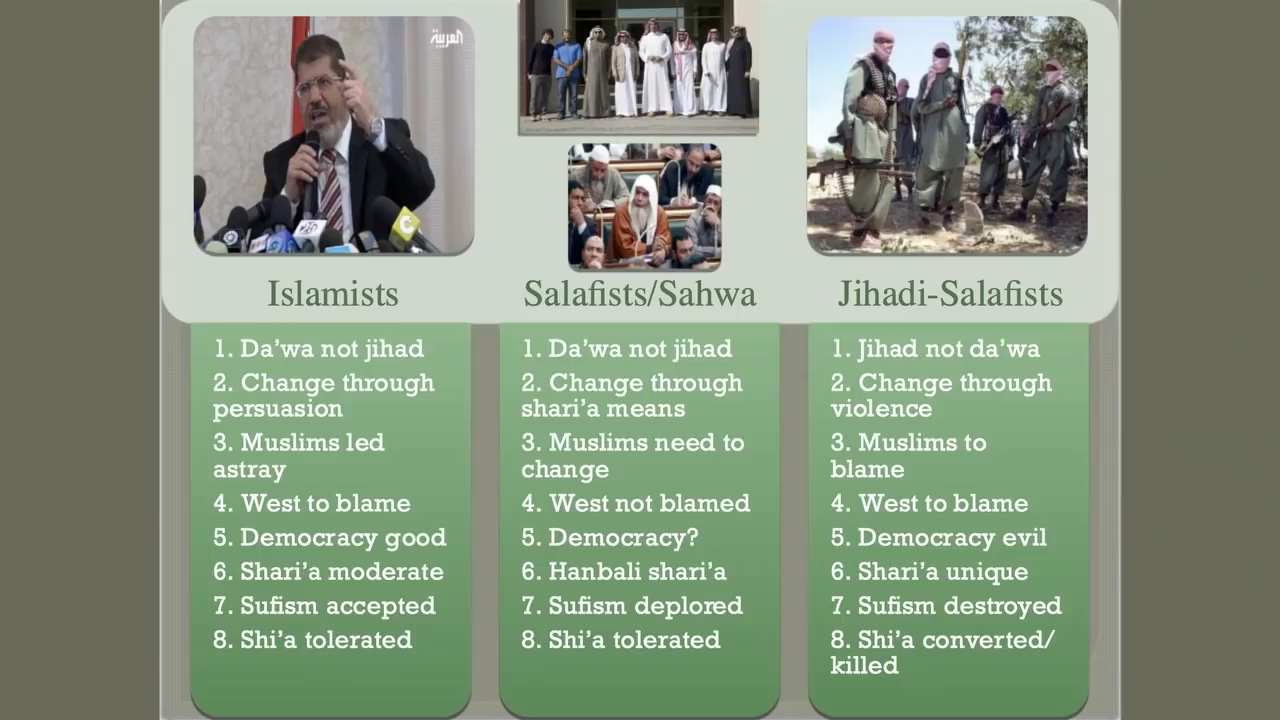 العربية
Islamists
1. Da’wa not jihad
2. Change through
persuasion
3. Muslims led
astray
4. West to blame
5. Democracy good
6. Shari’a moderate
7. Sufism accepted
8. Shi’a tolerated
Salafists/Sahwa
1. Da’wa not jihad
2. Change through
shari’a means
3. Muslims need to
change
4. West not blamed
5. Democracy?
6. Hanbali shari’a
7. Sufism deplored
8. Shi’a tolerated
Jihadi-Salafists
1. Jihad not da’wa
2. Change through
violence
3. Muslims to
blame
4. West to blame
5. Democracy evil
6. Shari’a unique
7. Sufism destroyed
8. Shi’a converted/
killed